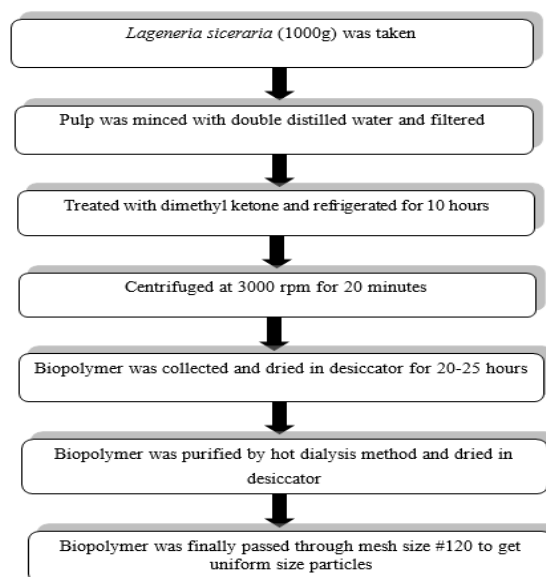 Lageneria siceraria (1000g) was taken
Pulp was minced with double distilled water and filtered
Treated with dimethyl ketone and refrigerated for 10 hours
Centrifuged at 3000 rpm for 20 minutes
Biopolymer was collected and dried in desiccator for 20-25 hours
Biopolymer was purified by hot dialysis method and dried in
desiccator
Biopolymer was finally passed through mesh size #120 to get
uniform size particles